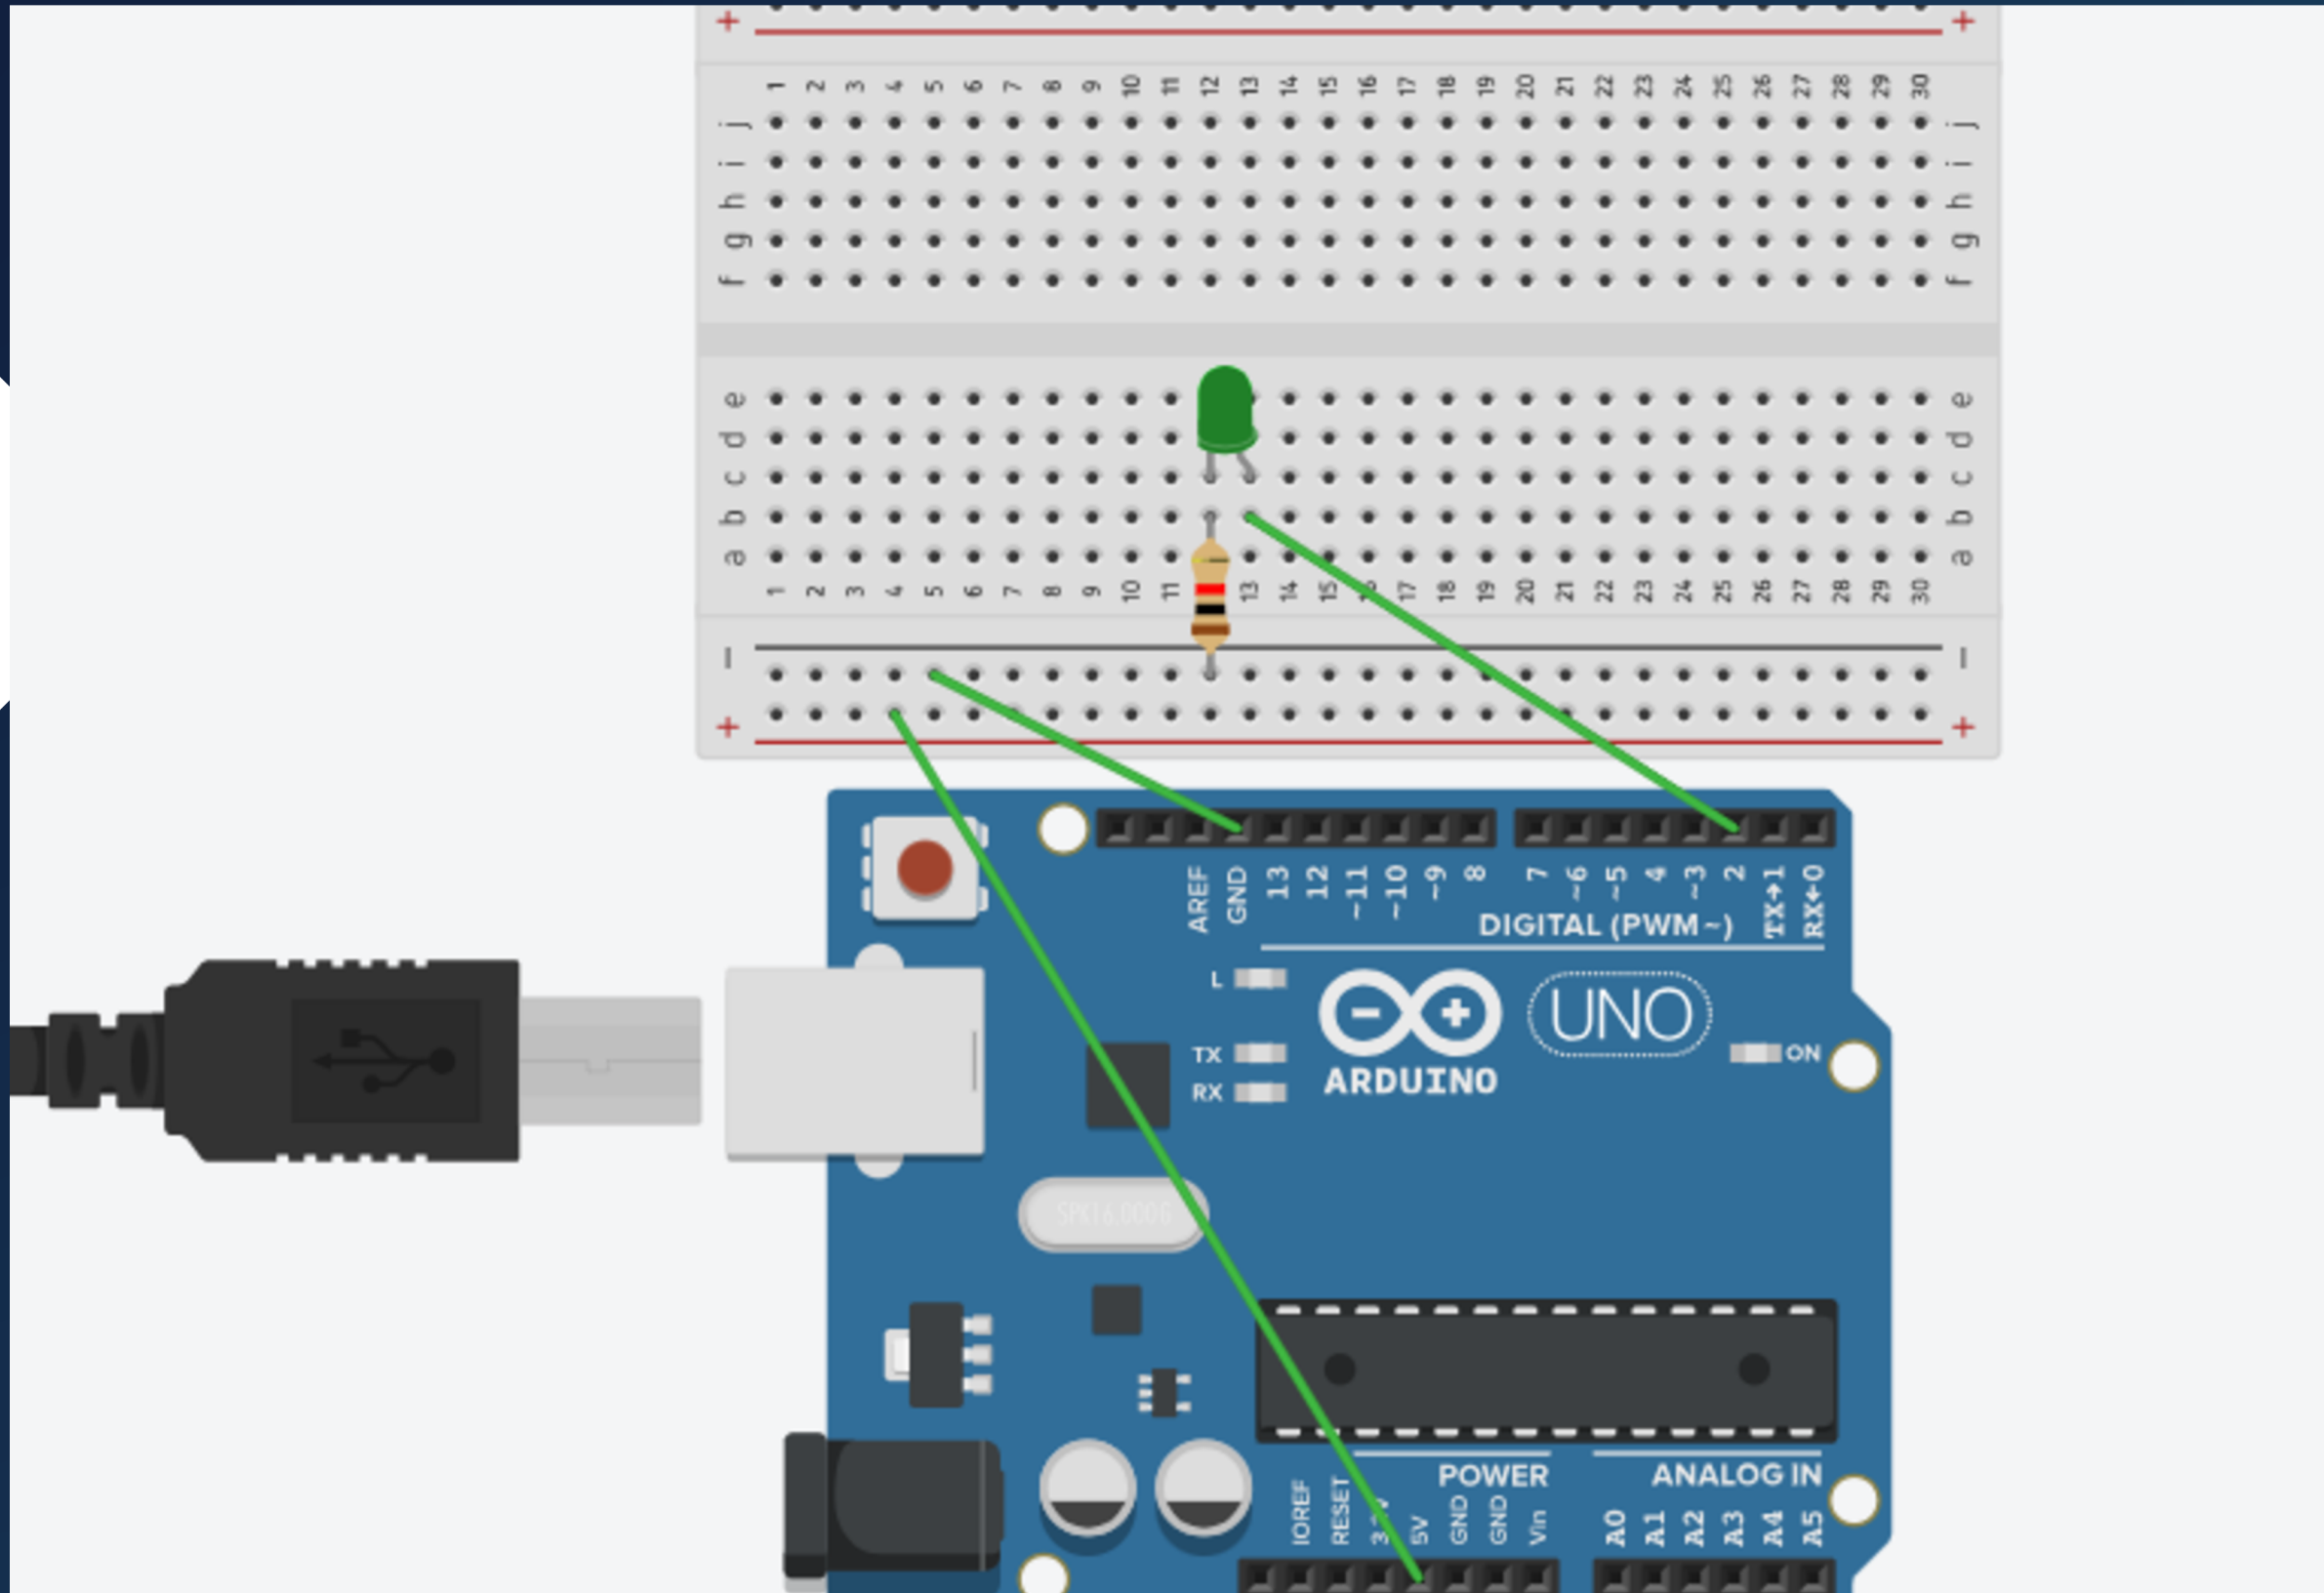 + +
1 2 3 4 5 6 7 8 9 10 11 12 13 14 15 16 17 18 19 20 21 22 23 24 25 26 27 28 29 30
j j
i i
h h
g g
f f
e e
d d
c c
b b
a a
1 2 3 4 5 6 7 8 9 10 11 13 14 15 17 18 19 20 21 22 23 24 25 26 27 28 29 30
- -
+ +
AREF GND 13 12 ~11 ~10 ~9 8 7 ~6 ~5 4 ~3 2 TX→1 RX←0
DIGITAL (PWM~)
L
UNO
TX
ON
RX
ARDUINO
SPK16.000G
POWER ANALOG IN
IOREF RESET 5V GND GND Vin A0 A1 A2 A3 A4 A5